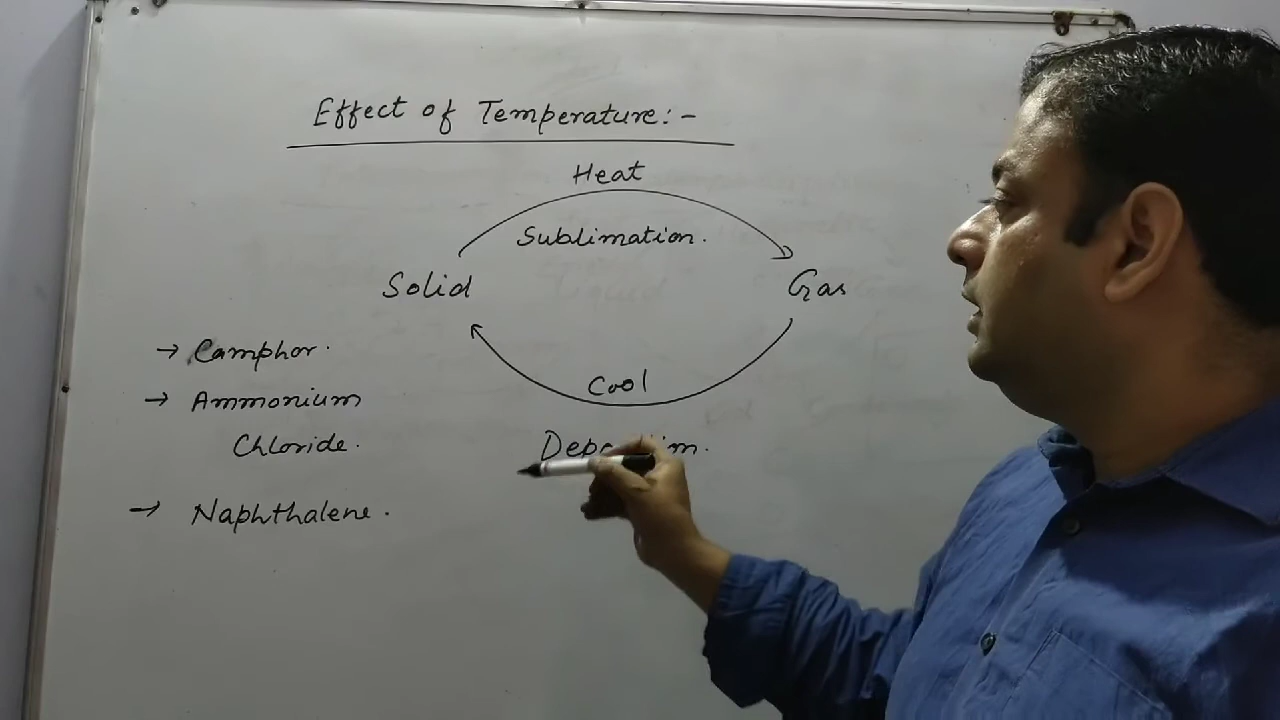 Effect of Temperature:-
Heat
Sublimation.
Solid
Gas
→ Camphor.
Cool
→ Ammonium
Chloride.
→ Naphthalene.